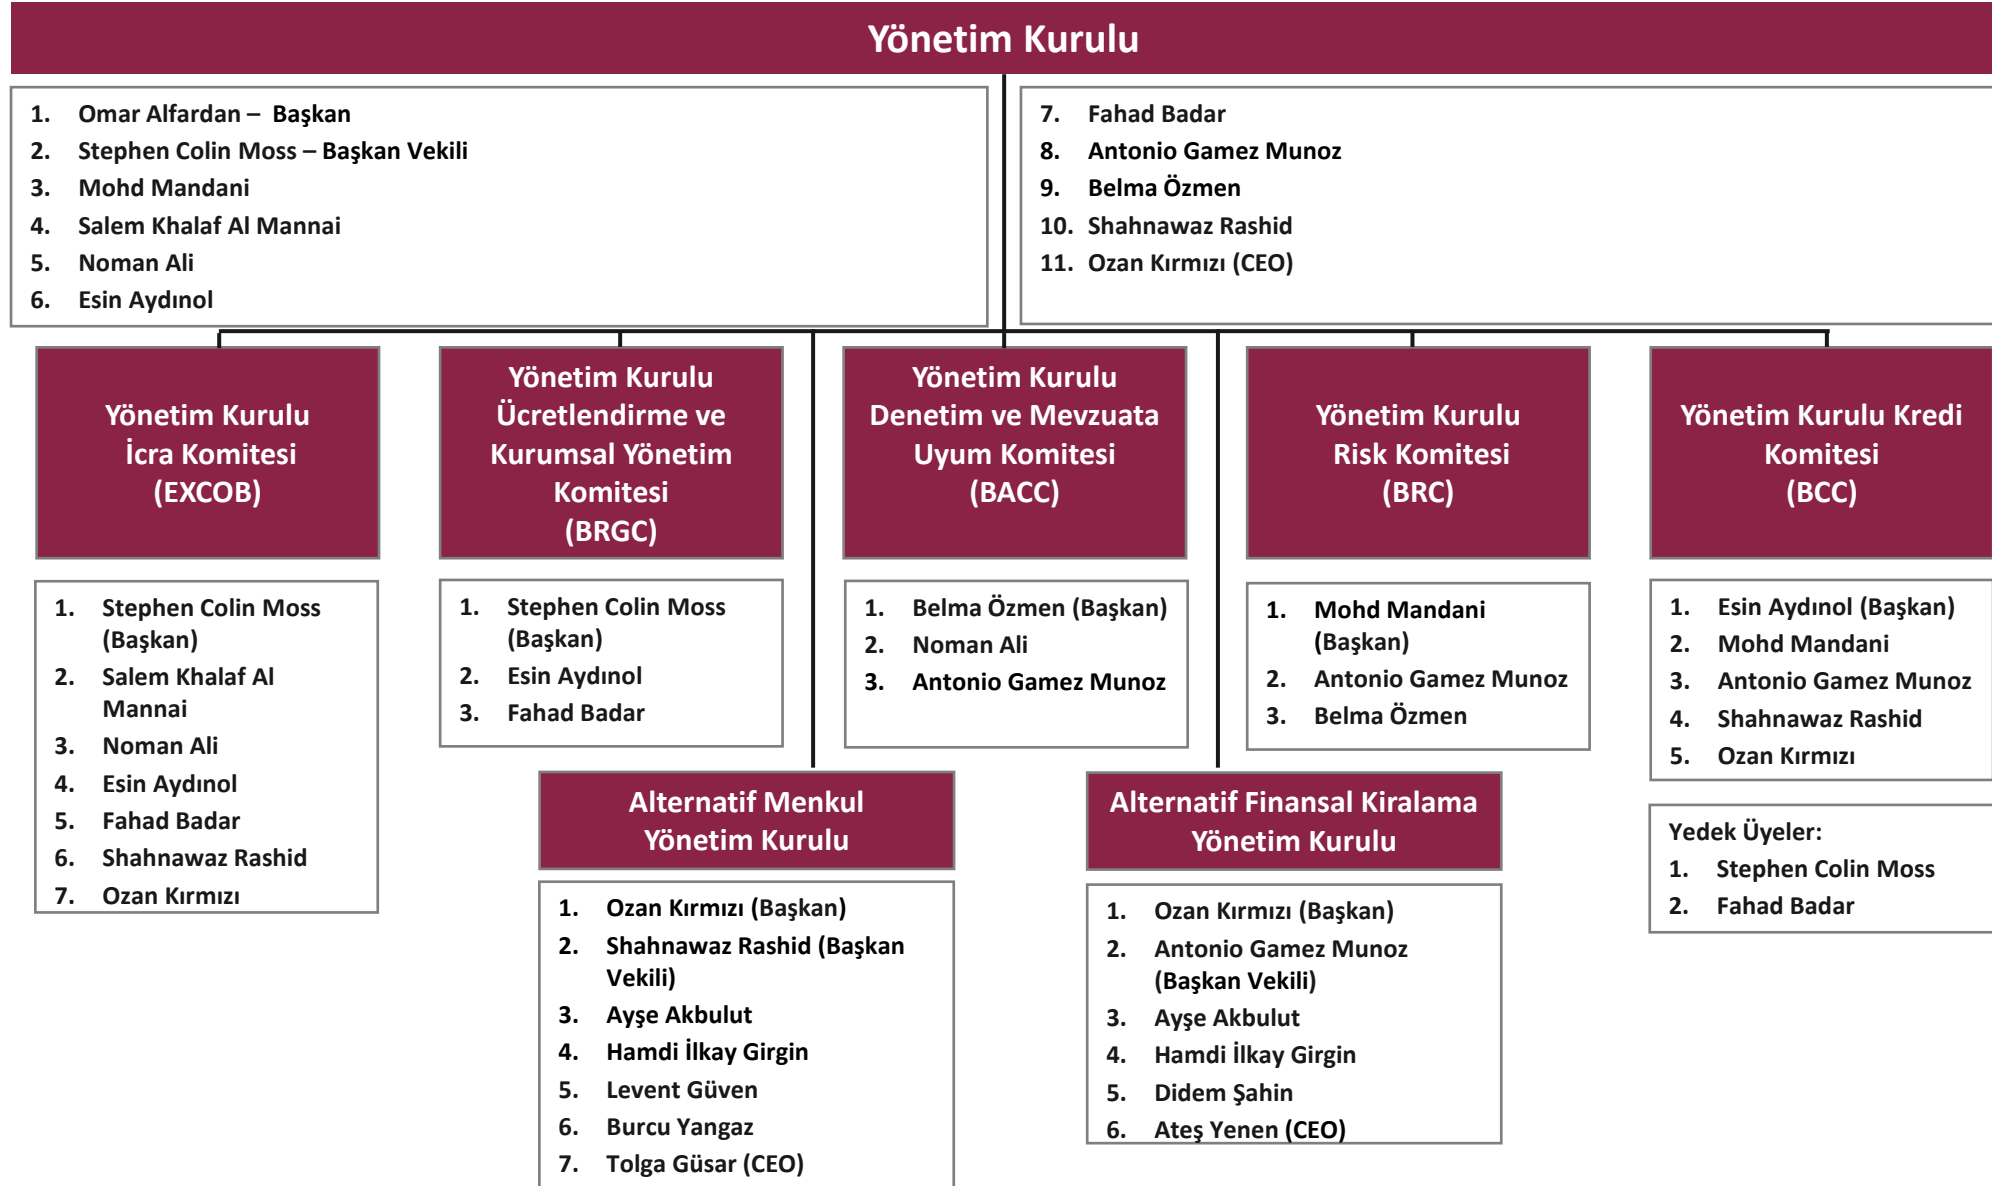 Yönetim Kurulu
1. Omar Alfardan – Başkan
2. Stephen Colin Moss – Başkan Vekili
3. Mohd Mandani
4. Salem Khalaf Al Mannai
5. Noman Ali
6. Esin Aydınol
7. Fahad Badar
8. Antonio Gamez Munoz
9. Belma Özmen
10. Shahnawaz Rashid
11. Ozan Kırmızı (CEO)
Yönetim Kurulu
İcra Komitesi
(EXCOB)
Yönetim Kurulu
Ücretlendirme ve
Kurumsal Yönetim
Komitesi
(BRGC)
Yönetim Kurulu
Denetim ve Mevzuata
Uyum Komitesi
(BACC)
Yönetim Kurulu
Risk Komitesi
(BRC)
Yönetim Kurulu Kredi
Komitesi
(BCC)
1. Stephen Colin Moss
(Başkan)
2. Salem Khalaf Al
Mannai
3. Noman Ali
4. Esin Aydınol
5. Fahad Badar
6. Shahnawaz Rashid
7. Ozan Kırmızı
1. Stephen Colin Moss
(Başkan)
2. Esin Aydınol
3. Fahad Badar
1. Belma Özmen (Başkan)
2. Noman Ali
3. Antonio Gamez Munoz
1. Mohd Mandani
(Başkan)
2. Antonio Gamez Munoz
3. Belma Özmen
1. Esin Aydınol (Başkan)
2. Mohd Mandani
3. Antonio Gamez Munoz
4. Shahnawaz Rashid
5. Ozan Kırmızı
Yedek Üyeler:
1. Stephen Colin Moss
2. Fahad Badar
Alternatif Menkul
Yönetim Kurulu
1. Ozan Kırmızı (Başkan)
2. Shahnawaz Rashid (Başkan
Vekili)
3. Ayşe Akbulut
4. Hamdi İlkay Girgin
5. Levent Güven
6. Burcu Yangaz
7. Tolga Güsar (CEO)
Alternatif Finansal Kiralama
Yönetim Kurulu
1. Ozan Kırmızı (Başkan)
2. Antonio Gamez Munoz
(Başkan Vekili)
3. Ayşe Akbulut
4. Hamdi İlkay Girgin
5. Didem Şahin
6. Ateş Yenen (CEO)